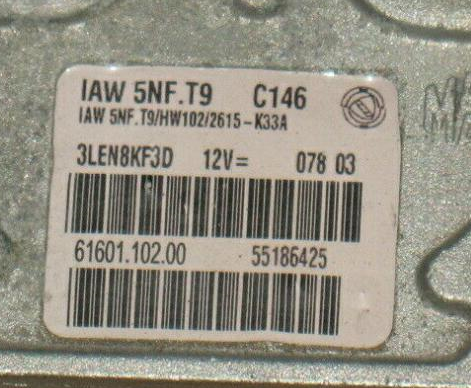 IAW 5NF.T9 C146
IAW 5NF.T9/HW102/2615-K33A
3LEN8KF3D 12V= 078 03
61601.102.00 55186425